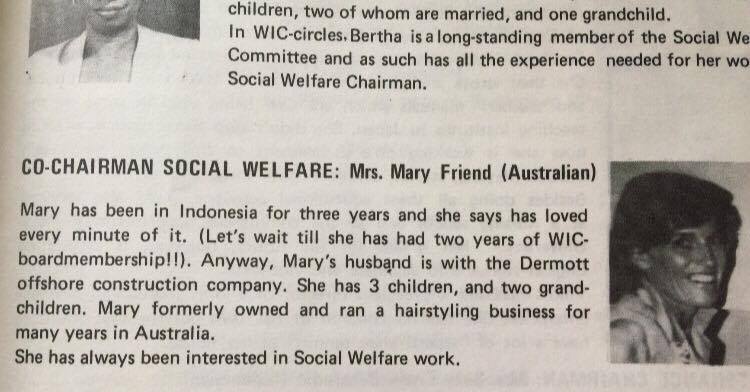 children, two of whom are married, and one grandchild.
In WIC-circles, Bertha is a long-standing member of the Social We
Committee and as such has all the experience needed for her wo
Social Welfare Chairman.
CO-CHAIRMAN SOCIAL WELFARE: Mrs. Mary Friend (Australian)
Mary has been in Indonesia for three years and she says has loved
every minute of it. (Let's wait till she has had two years of WIC-
boardmembership!!). Anyway, Mary's husband is with the Dermott
offshore construction company. She has 3 children, and two grand-
children. Mary formerly owned and ran a hairstyling business for
many years in Australia.
She has always been interested in Social Welfare work.